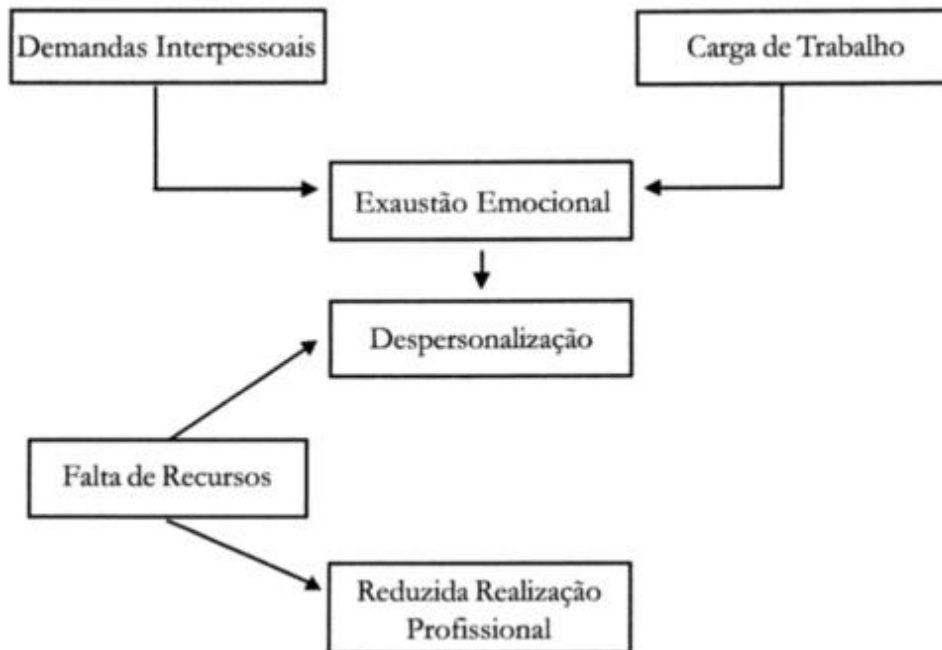 Demandas Interpessoais
Carga de Trabalho
Exaustão Emocional
Despersonalização
Falta de Recursos
Reduzida Realização
Profissional